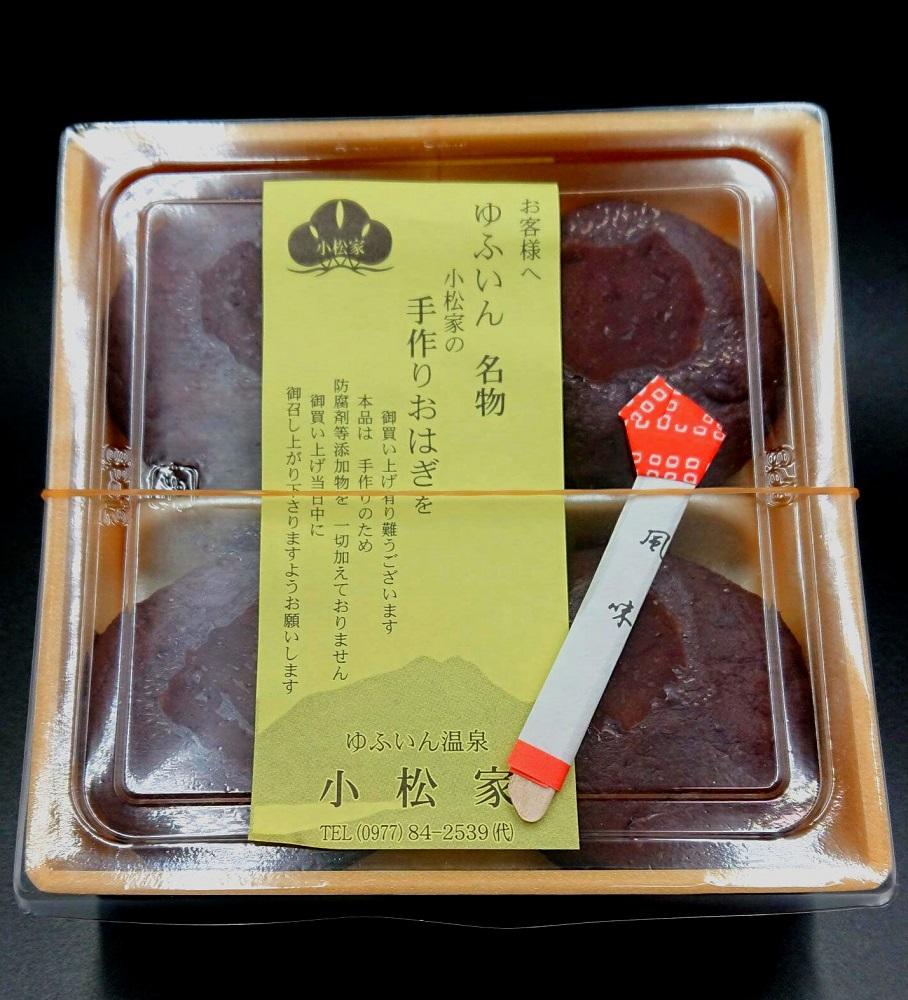 お客様へ
ゆふいん 名物
小松家の
手作りおはぎを
御買い上げ有り難うございます
本品は 手作りのため
防腐剤等添加物を 一切加えておりません
御買い上げ当日中に
御召し上がり下さりますようお願いします
小松家
ゆふいん温泉
小松家
TEL (0977) 84-2539 (代)
風味